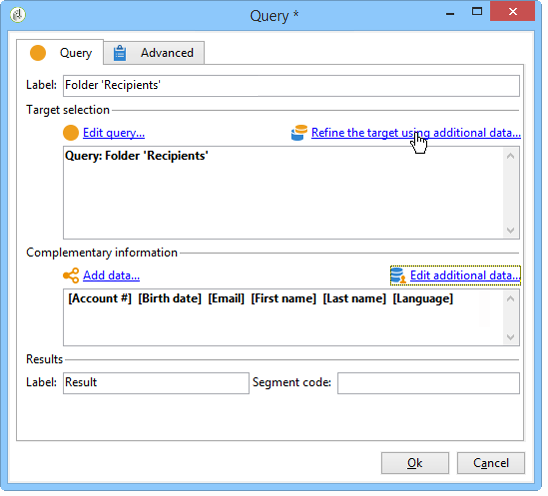 Query *
Query Advanced
Label: Folder 'Recipients'
Target selection
Edit query... Refine the target using additional data...
Query: Folder 'Recipients'
Complementary information
Add data... Edit additional data...
[Account #] [Birth date] [Email] [First name] [Last name] [Language]
Results
Label: Result Segment code:
Ok Cancel